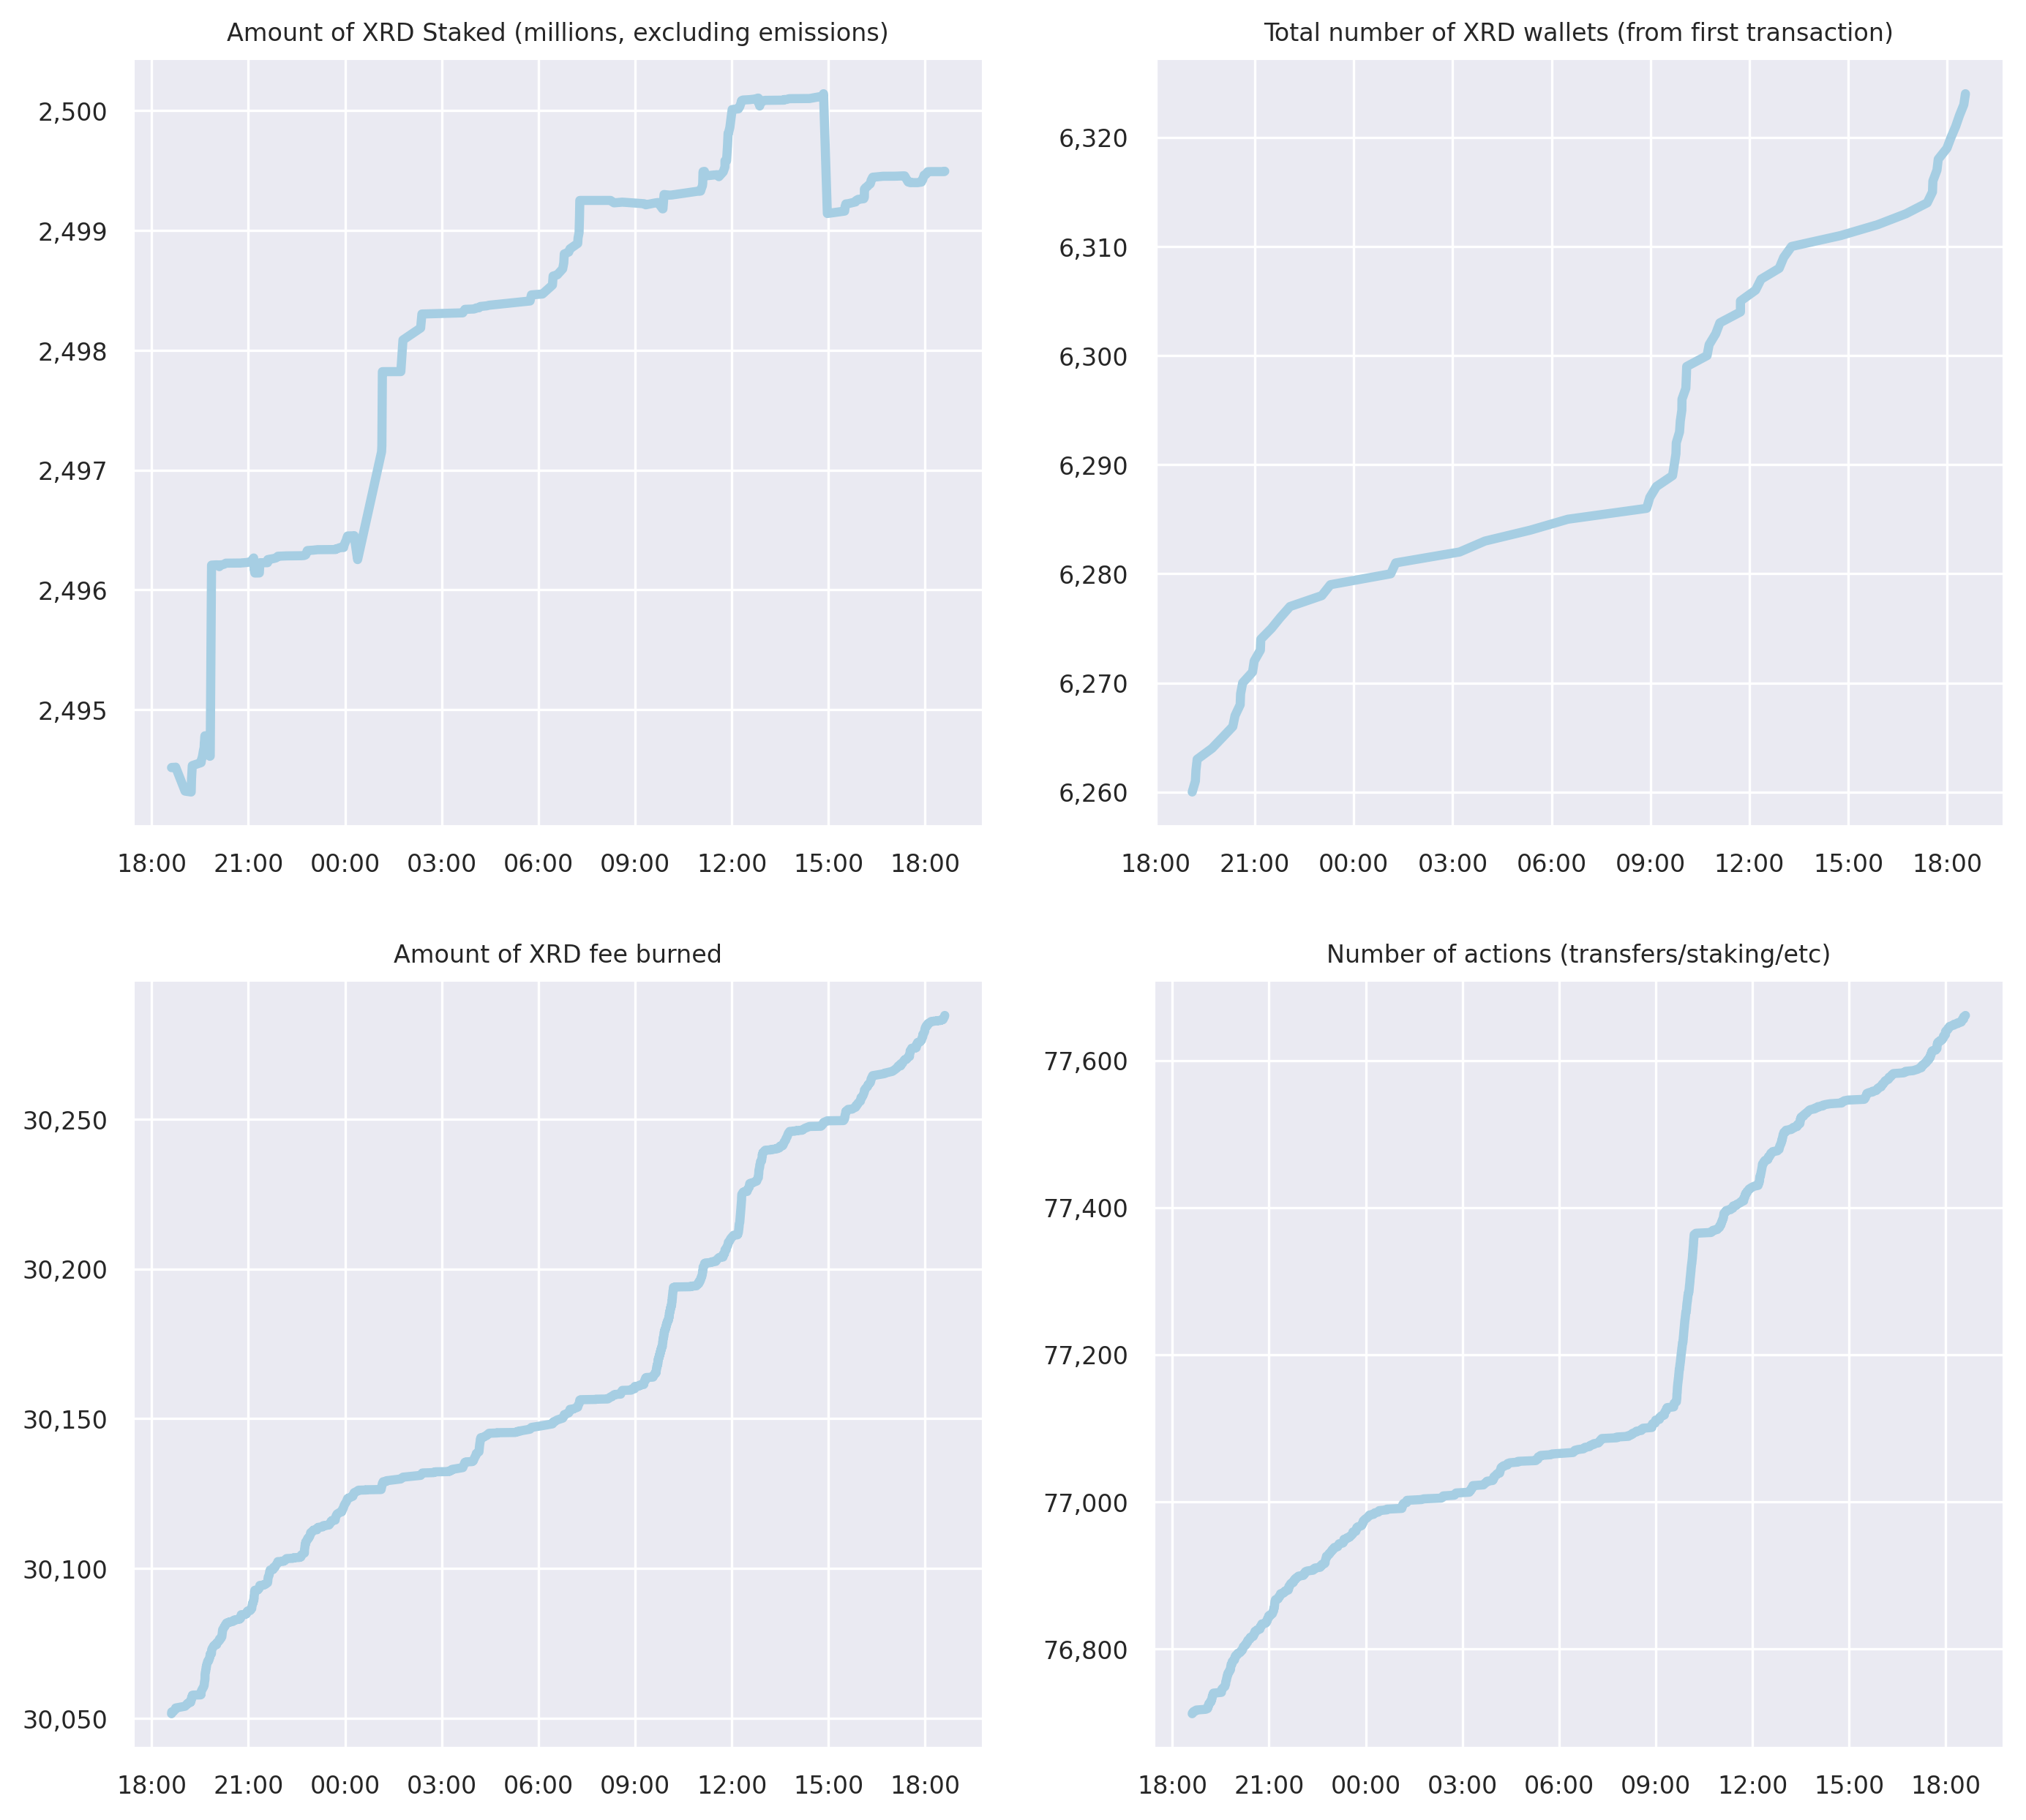 Amount of XRD Staked (millions, excluding emissions)
2,500
2,499
2,498
2,497
2,496
2,495
18:00 21:00 00:00 03:00 06:00 09:00 12:00 15:00 18:00
Total number of XRD wallets (from first transaction)
6,320
6,310
6,300
6,290
6,280
6,270
6,260
18:00 21:00 00:00 03:00 06:00 09:00 12:00 15:00 18:00
Amount of XRD fee burned
30,250
30,200
30,150
30,100
30,050
18:00 21:00 00:00 03:00 06:00 09:00 12:00 15:00 18:00
Number of actions (transfers/staking/etc)
77,600
77,400
77,200
77,000
76,800
18:00 21:00 00:00 03:00 06:00 09:00 12:00 15:00 18:00